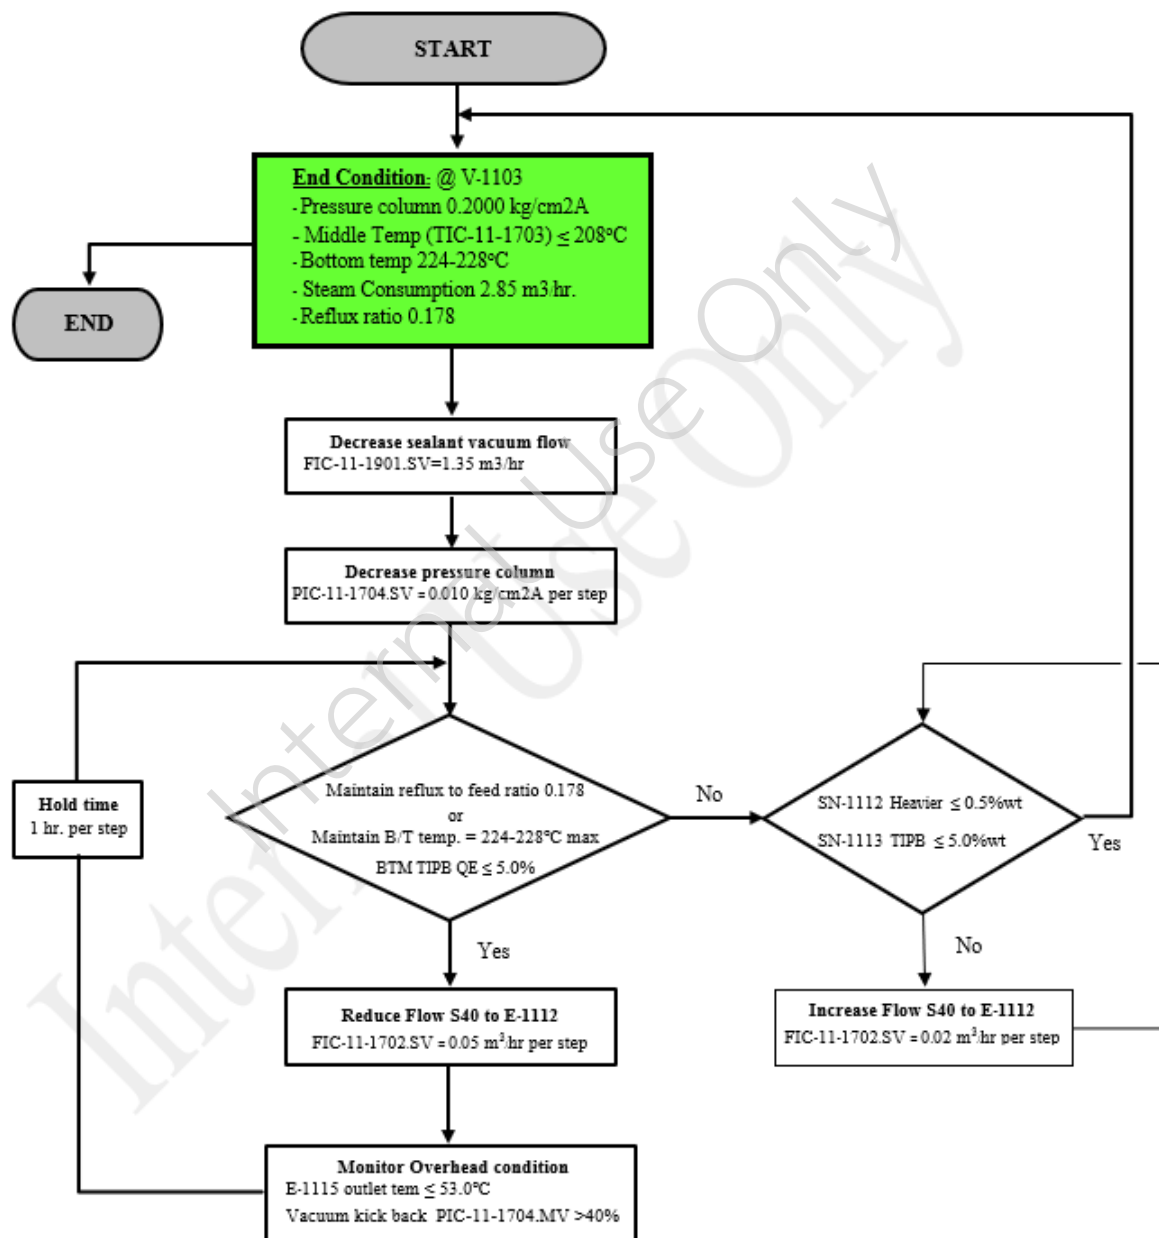 START
End Condition: @ V-1103
- Pressure column 0.2000 kg/cm2A
- Middle Temp (TIC-11-1703) ≤ 208°C
- Bottom temp 224-228°C
- Steam Consumption 2.85 m3/hr.
- Reflux ratio 0.178
END
Decrease sealant vacuum flow
FIC-11-1901.SV=1.35 m3/hr
Decrease pressure column
PIC-11-1704.SV = 0.010 kg/cm2A per step
Hold time
1 hr. per step
Maintain reflux to feed ratio 0.178
or
Maintain B/T temp. = 224-228°C max
BTM TIPB QE ≤ 5.0%
No
SN-1112 Heavier ≤ 0.5%wt
SN-1113 TIPB ≤ 5.0%wt
Yes
Yes
No
Reduce Flow S40 to E-1112
FIC-11-1702.SV = 0.05 m³/hr per step
Increase Flow S40 to E-1112
FIC-11-1702.SV = 0.02 m³/hr per step
Monitor Overhead condition
E-1115 outlet tem ≤ 53.0°C
Vacuum kick back PIC-11-1704.MV >40%
Internal Use Only
Internal Use Only